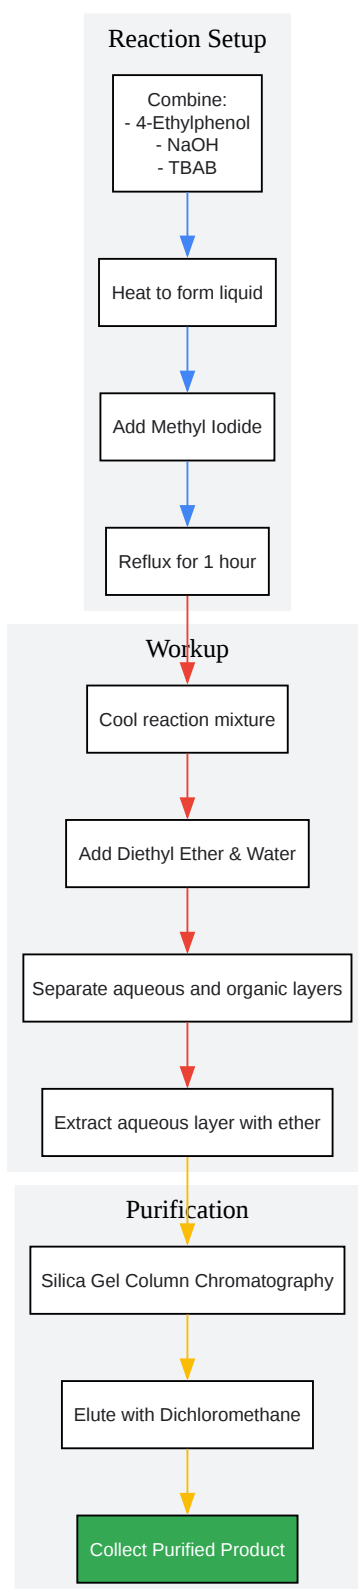 Reaction Setup
Combine:
- 4-Ethylphenol
- NaOH
- TBAB
Heat to form liquid
Add Methyl Iodide
Reflux for 1 hour
Workup
Cool reaction mixture
Add Diethyl Ether & Water
Separate aqueous and organic layers
Extract aqueous layer with ether
Purification
Silica Gel Column Chromatography
Elute with Dichloromethane
Collect Purified Product